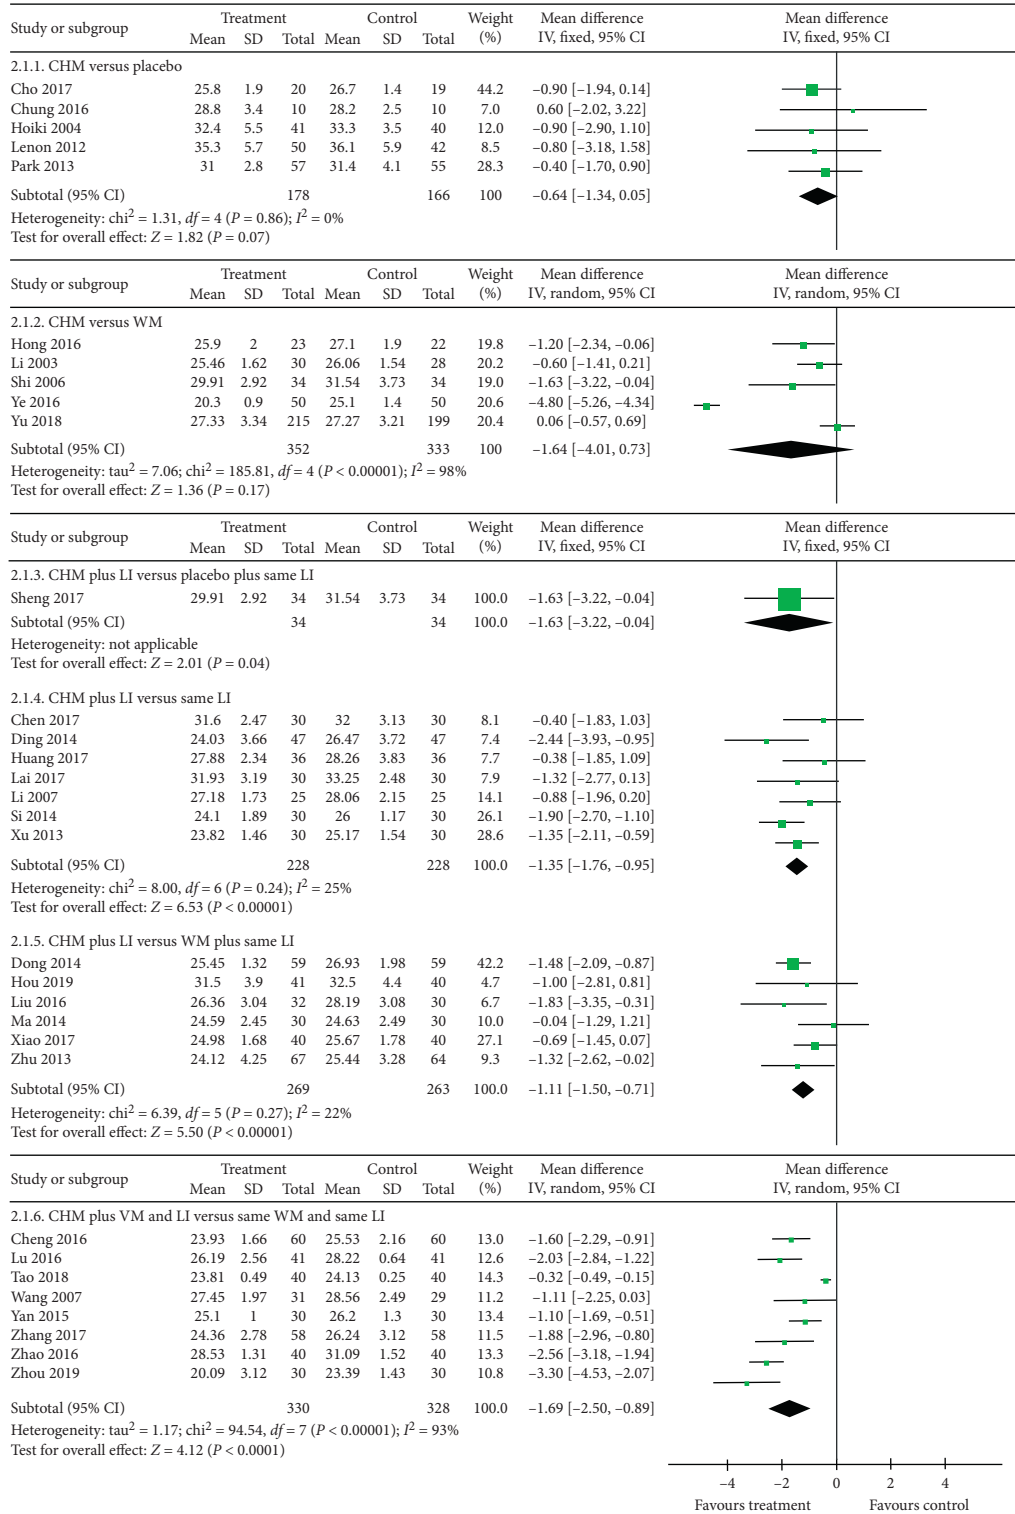 Study or subgroup Treatment Control Weight (%) Mean difference IV, fixed, 95% CI Mean difference IV, fixed, 95% CI
Mean SD Total Mean SD Total
2.1.1. CHM versus placebo
Cho 2017 25.8 1.9 20 26.7 1.4 19 44.2 –0.90 [–1.94, 0.14]
Chung 2016 28.8 3.4 10 28.2 2.5 10 7.0 0.60 [–2.02, 3.22]
Hoiki 2004 32.4 5.5 41 33.3 3.5 40 12.0 –0.90 [–2.90, 1.10]
Lenon 2012 35.3 5.7 50 36.1 5.9 42 8.5 –0.80 [–3.18, 1.58]
Park 2013 31 2.8 57 31.4 4.1 55 28.3 –0.40 [–1.70, 0.90]
Subtotal (95% CI) 178 166 100 –0.64 [–1.34, 0.05]
Heterogeneity: chi² = 1.31, df = 4 (P = 0.86); I² = 0%
Test for overall effect: Z = 1.82 (P = 0.07)
Study or subgroup Treatment Control Weight (%) Mean difference IV, random, 95% CI Mean difference IV, random, 95% CI
Mean SD Total Mean SD Total
2.1.2. CHM versus WM
Hong 2016 25.9 2 23 27.1 1.9 22 19.8 –1.20 [–2.34, –0.06]
Li 2003 25.46 1.62 30 26.06 1.54 28 20.2 –0.60 [–1.41, 0.21]
Shi 2006 29.91 2.92 34 31.54 3.73 34 19.0 –1.63 [–3.22, –0.04]
Ye 2016 20.3 0.9 50 25.1 1.4 50 20.6 –4.80 [–5.26, –4.34]
Yu 2018 27.33 3.34 215 27.27 3.21 199 20.4 0.06 [–0.57, 0.69]
Subtotal (95% CI) 352 333 100 –1.64 [–4.01, 0.73]
Heterogeneity: tau² = 7.06; chi² = 185.81, df = 4 (P < 0.00001); I² = 98%
Test for overall effect: Z = 1.36 (P = 0.17)
Study or subgroup Treatment Control Weight (%) Mean difference IV, fixed, 95% CI Mean difference IV, fixed, 95% CI
Mean SD Total Mean SD Total
2.1.3. CHM plus LI versus placebo plus same LI
Sheng 2017 29.91 2.92 34 31.54 3.73 34 100.0 –1.63 [–3.22, –0.04]
Subtotal (95% CI) 34 34 100.0 –1.63 [–3.22, –0.04]
Heterogeneity: not applicable
Test for overall effect: Z = 2.01 (P = 0.04)
2.1.4. CHM plus LI versus same LI
Chen 2017 31.6 2.47 30 32 3.13 30 8.1 –0.40 [–1.83, 1.03]
Ding 2014 24.03 3.66 47 26.47 3.72 47 7.4 –2.44 [–3.93, –0.95]
Huang 2017 27.88 2.34 36 28.26 3.83 36 7.7 –0.38 [–1.85, 1.09]
Lai 2017 31.93 3.19 30 33.25 2.48 30 7.9 –1.32 [–2.77, 0.13]
Li 2007 27.18 1.73 25 28.06 2.15 25 14.1 –0.88 [–1.96, 0.20]
Si 2014 24.1 1.89 30 26 1.17 30 26.1 –1.90 [–2.70, –1.10]
Xu 2013 23.82 1.46 30 25.17 1.54 30 28.6 –1.35 [–2.11, –0.59]
Subtotal (95% CI) 228 228 100.0 –1.35 [–1.76, –0.95]
Heterogeneity: chi² = 8.00, df = 6 (P = 0.24); I² = 25%
Test for overall effect: Z = 6.53 (P < 0.00001)
2.1.5. CHM plus LI versus WM plus same LI
Dong 2014 25.45 1.32 59 26.93 1.98 59 42.2 –1.48 [–2.09, –0.87]
Hou 2019 31.5 3.9 41 32.5 4.4 40 4.7 –1.00 [–2.81, 0.81]
Liu 2016 26.36 3.04 32 28.19 3.08 30 6.7 –1.83 [–3.35, –0.31]
Ma 2014 24.59 2.45 30 24.63 2.49 30 10.0 –0.04 [–1.29, 1.21]
Xiao 2017 24.98 1.68 40 25.67 1.78 40 27.1 –0.69 [–1.45, 0.07]
Zhu 2013 24.12 4.25 67 25.44 3.28 64 9.3 –1.32 [–2.62, –0.02]
Subtotal (95% CI) 269 263 100.0 –1.11 [–1.50, –0.71]
Heterogeneity: chi² = 6.39, df = 5 (P = 0.27); I² = 22%
Test for overall effect: Z = 5.50 (P < 0.00001)
Study or subgroup Treatment Control Weight (%) Mean difference IV, random, 95% CI Mean difference IV, random, 95% CI
Mean SD Total Mean SD Total
2.1.6. CHM plus VM and LI versus same WM and same LI
Cheng 2016 23.93 1.66 60 25.53 2.16 60 13.0 –1.60 [–2.29, –0.91]
Lu 2016 26.19 2.56 41 28.22 0.64 41 12.6 –2.03 [–2.84, –1.22]
Tao 2018 23.81 0.49 40 24.13 0.25 40 14.3 –0.32 [–0.49, –0.15]
Wang 2007 27.45 1.97 31 28.56 2.49 29 11.2 –1.11 [–2.25, 0.03]
Yan 2015 25.1 1 30 26.2 1.3 30 13.4 –1.10 [–1.69, –0.51]
Zhang 2017 24.36 2.78 58 26.24 3.12 58 11.5 –1.88 [–2.96, –0.80]
Zhao 2016 28.53 1.31 40 31.09 1.52 40 13.3 –2.56 [–3.18, –1.94]
Zhou 2019 20.09 3.12 30 23.39 1.43 30 10.8 –3.30 [–4.53, –2.07]
Subtotal (95% CI) 330 328 100.0 –1.69 [–2.50, –0.89]
Heterogeneity: tau² = 1.17; chi² = 94.54, df = 7 (P < 0.00001); I² = 93%
Test for overall effect: Z = 4.12 (P < 0.0001)
–4 –2 0 2 4
Favours treatment Favours control